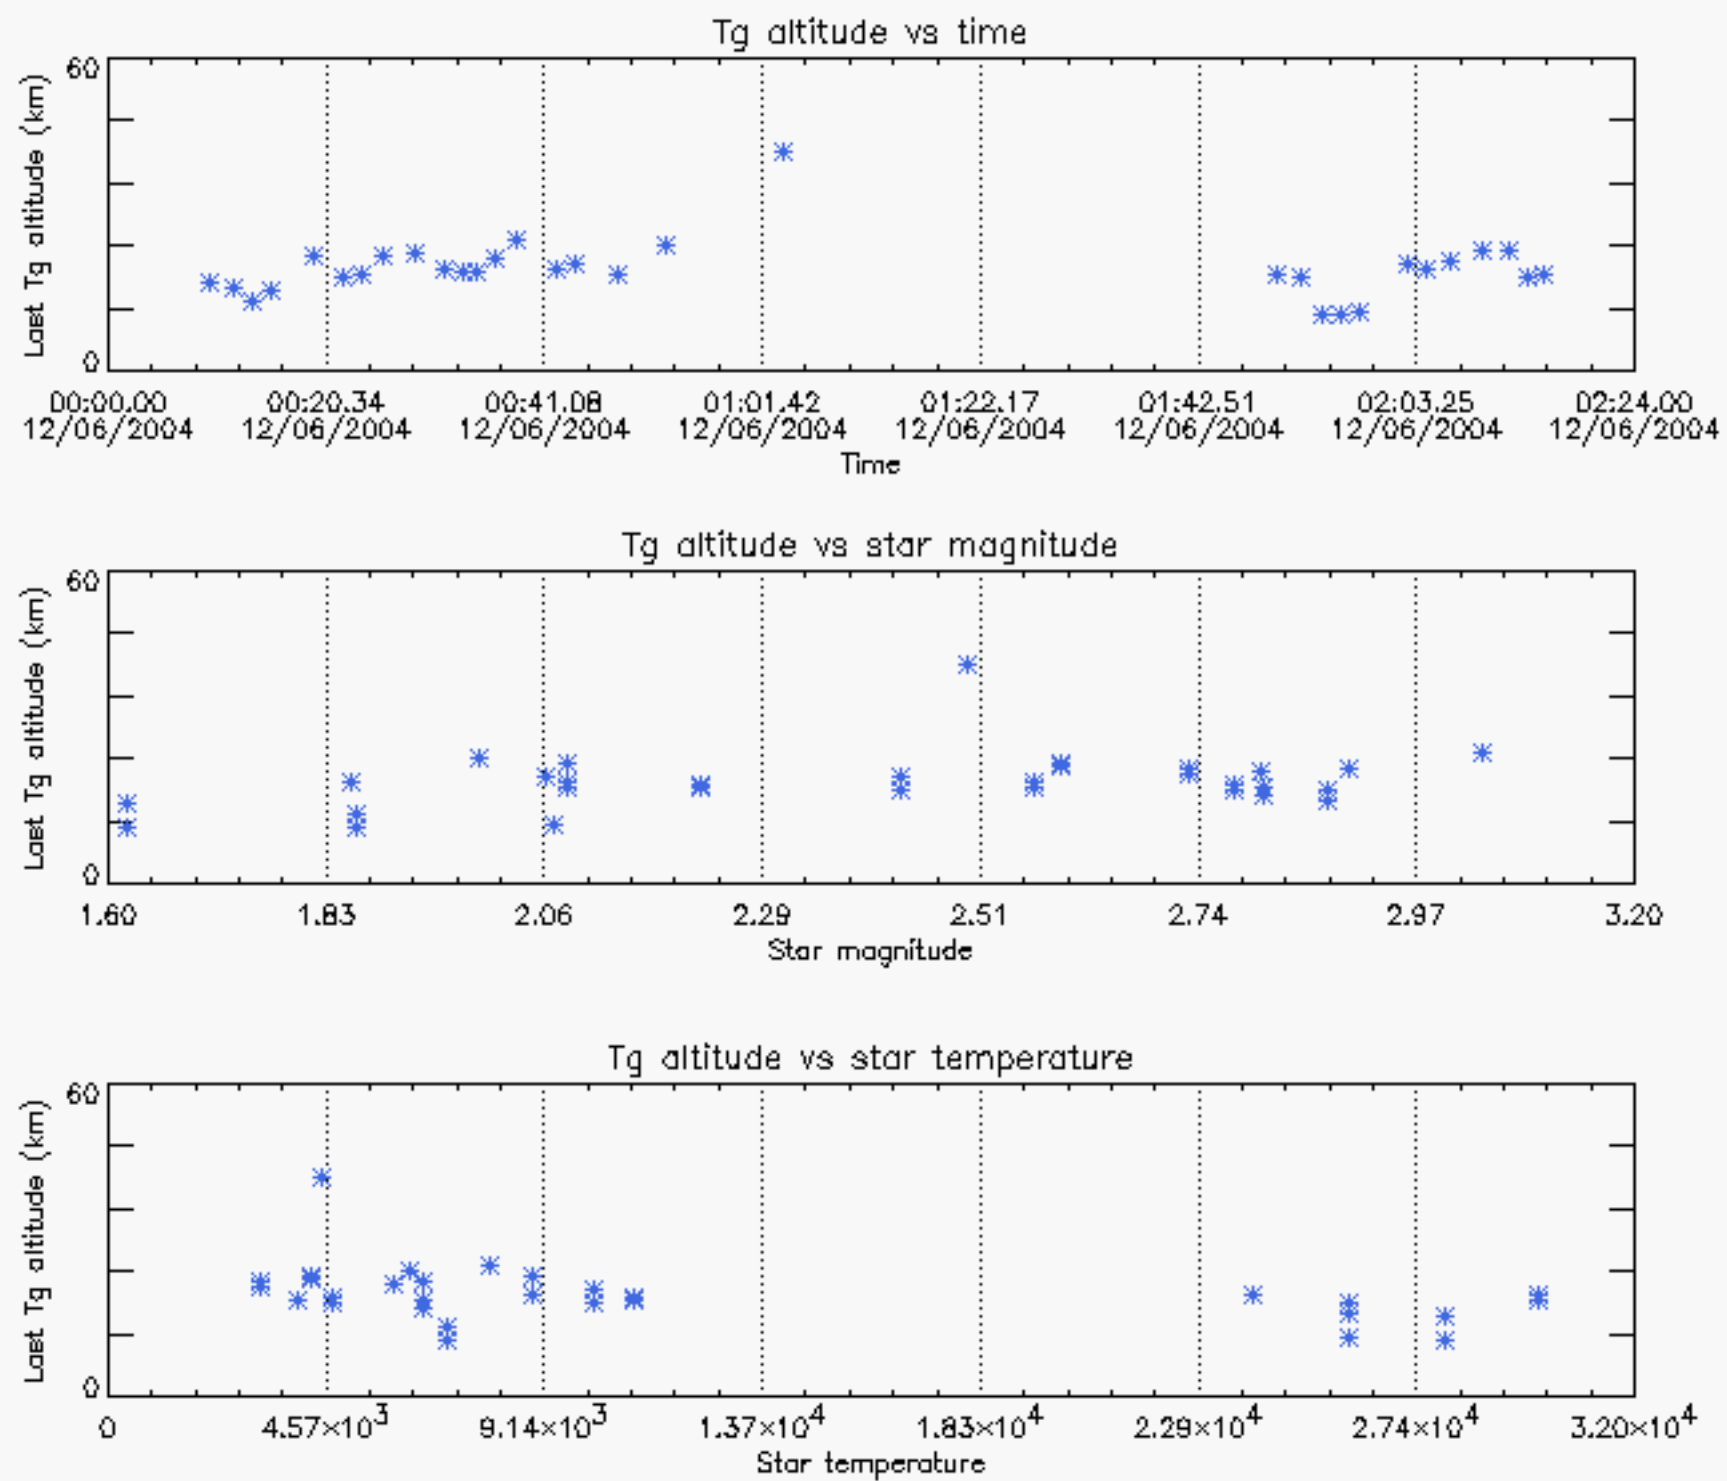 Tg altitude vs time
Last Tg altitude (km)
60
0
00:00.00 00:20.34 00:41.08 01:01.42 01:22.17 01:42.51 02:03.25 02:24.00
12/06/2004 12/06/2004 12/06/2004 12/06/2004 12/06/2004 12/06/2004 12/06/2004 12/06/2004
Time
Tg altitude vs star magnitude
Last Tg altitude (km)
60
0
1.60 1.83 2.06 2.29 2.51 2.74 2.97 3.20
Star magnitude
Tg altitude vs star temperature
Last Tg altitude (km)
60
0
0 4.57×10³ 9.14×10³ 1.37×10⁴ 1.83×10⁴ 2.29×10⁴ 2.74×10⁴ 3.20×10⁴
Star temperature